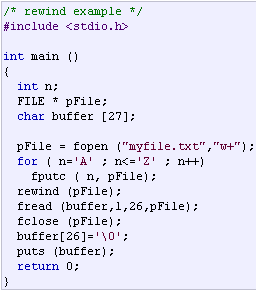 /* rewind example */
#include <stdio.h>
int main ()
{
  int n;
  FILE * pFile;
  char buffer [27];
  pFile = fopen ("myfile.txt","w+");
  for ( n='A' ; n<='Z' ; n++)
    fputc ( n, pFile);
  rewind (pFile);
  fread (buffer,1,26,pFile);
  fclose (pFile);
  buffer[26]='\0';
  puts (buffer);
  return 0;
}